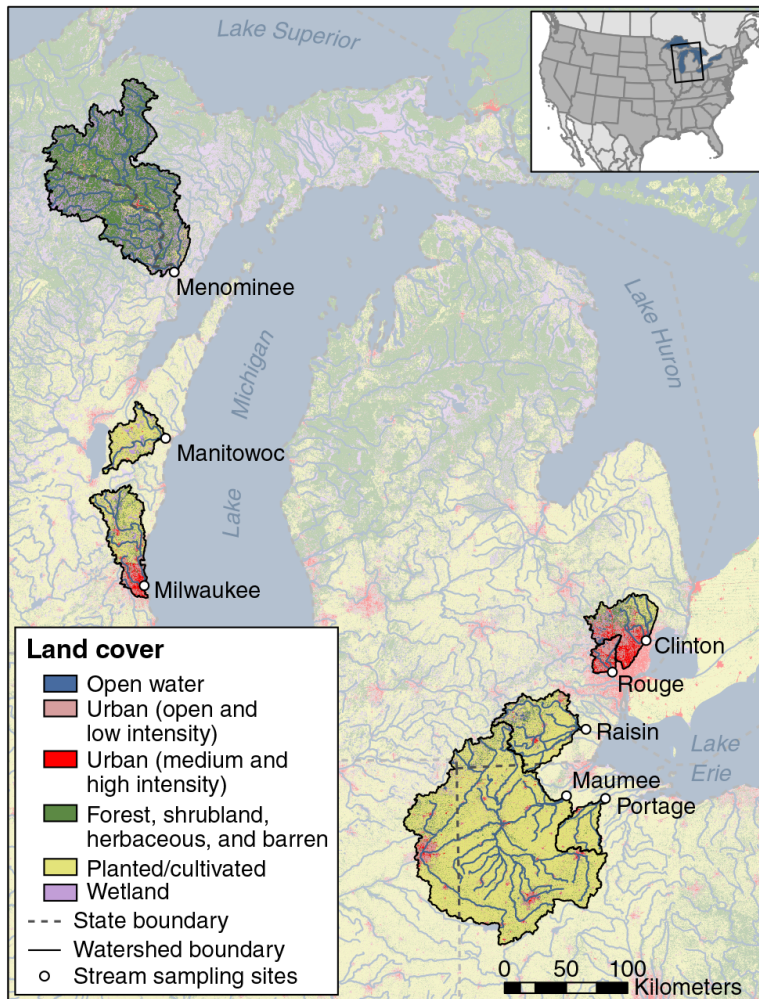 Lake Superior
Menominee
Lake Huron
Lake Michigan
Manitowoc
Milwaukee
Clinton
Rouge
Raisin
Lake
Erie
Maumee
Portage
Land cover
Open water
Urban (open and
low intensity)
Urban (medium and
high intensity)
Forest, shrubland,
herbaceous, and barren
Planted/cultivated
Wetland
State boundary
Watershed boundary
Stream sampling sites
0 50 100
Kilometers